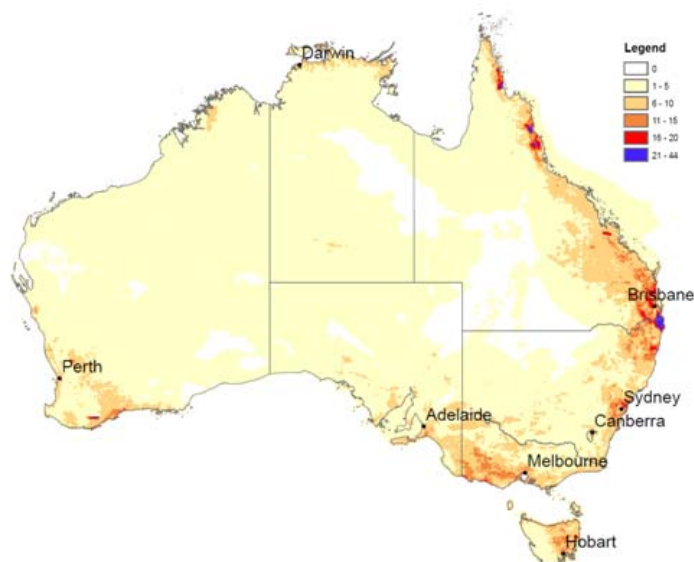 Darwin
Legend
0
1 - 5
6 - 10
11 - 15
16 - 20
21 - 44
Brisbane
Perth
Sydney
Adelaide
Canberra
Melbourne
Hobart